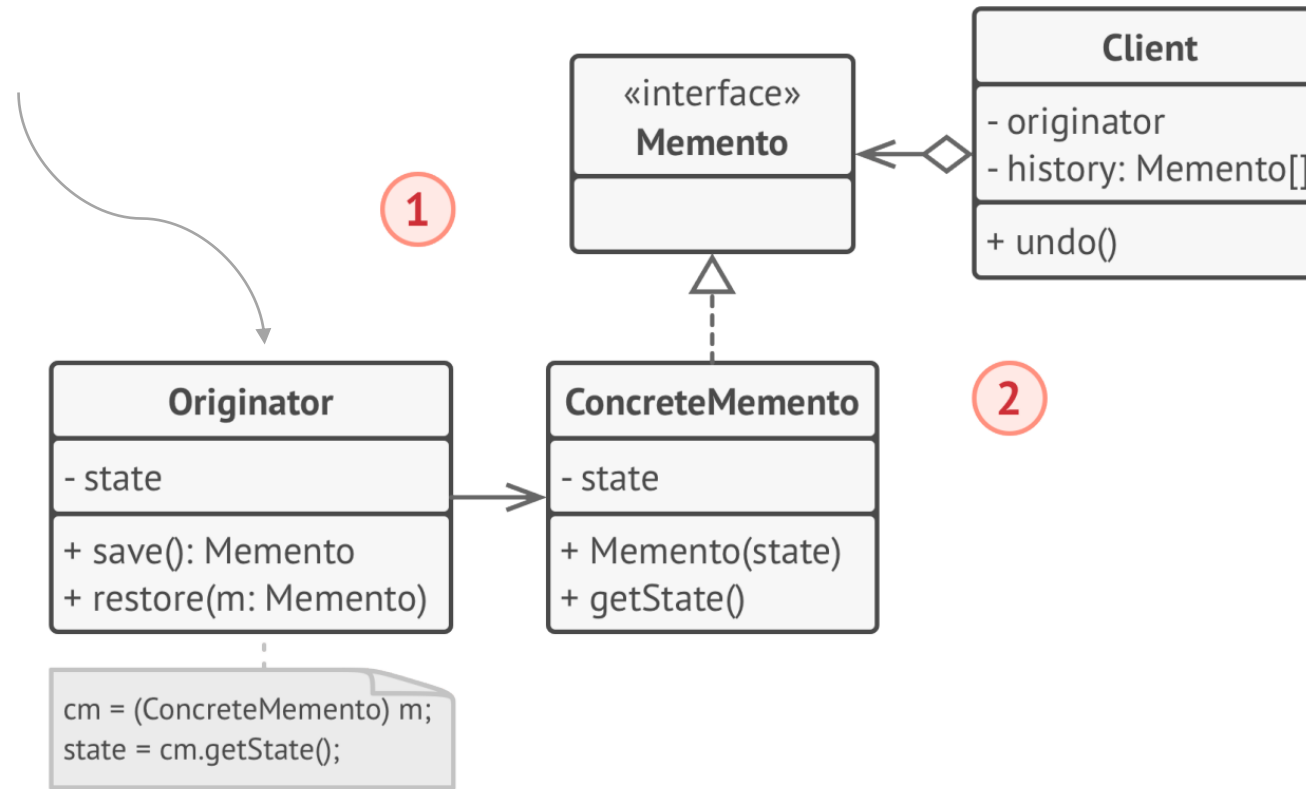 Client
- originator
- history: Memento[]
+ undo()
«interface»
Memento
1
2
Originator
- state
+ save(): Memento
+ restore(m: Memento)
ConcreteMemento
- state
+ Memento(state)
+ getState()
cm = (ConcreteMemento) m;
state = cm.getState();